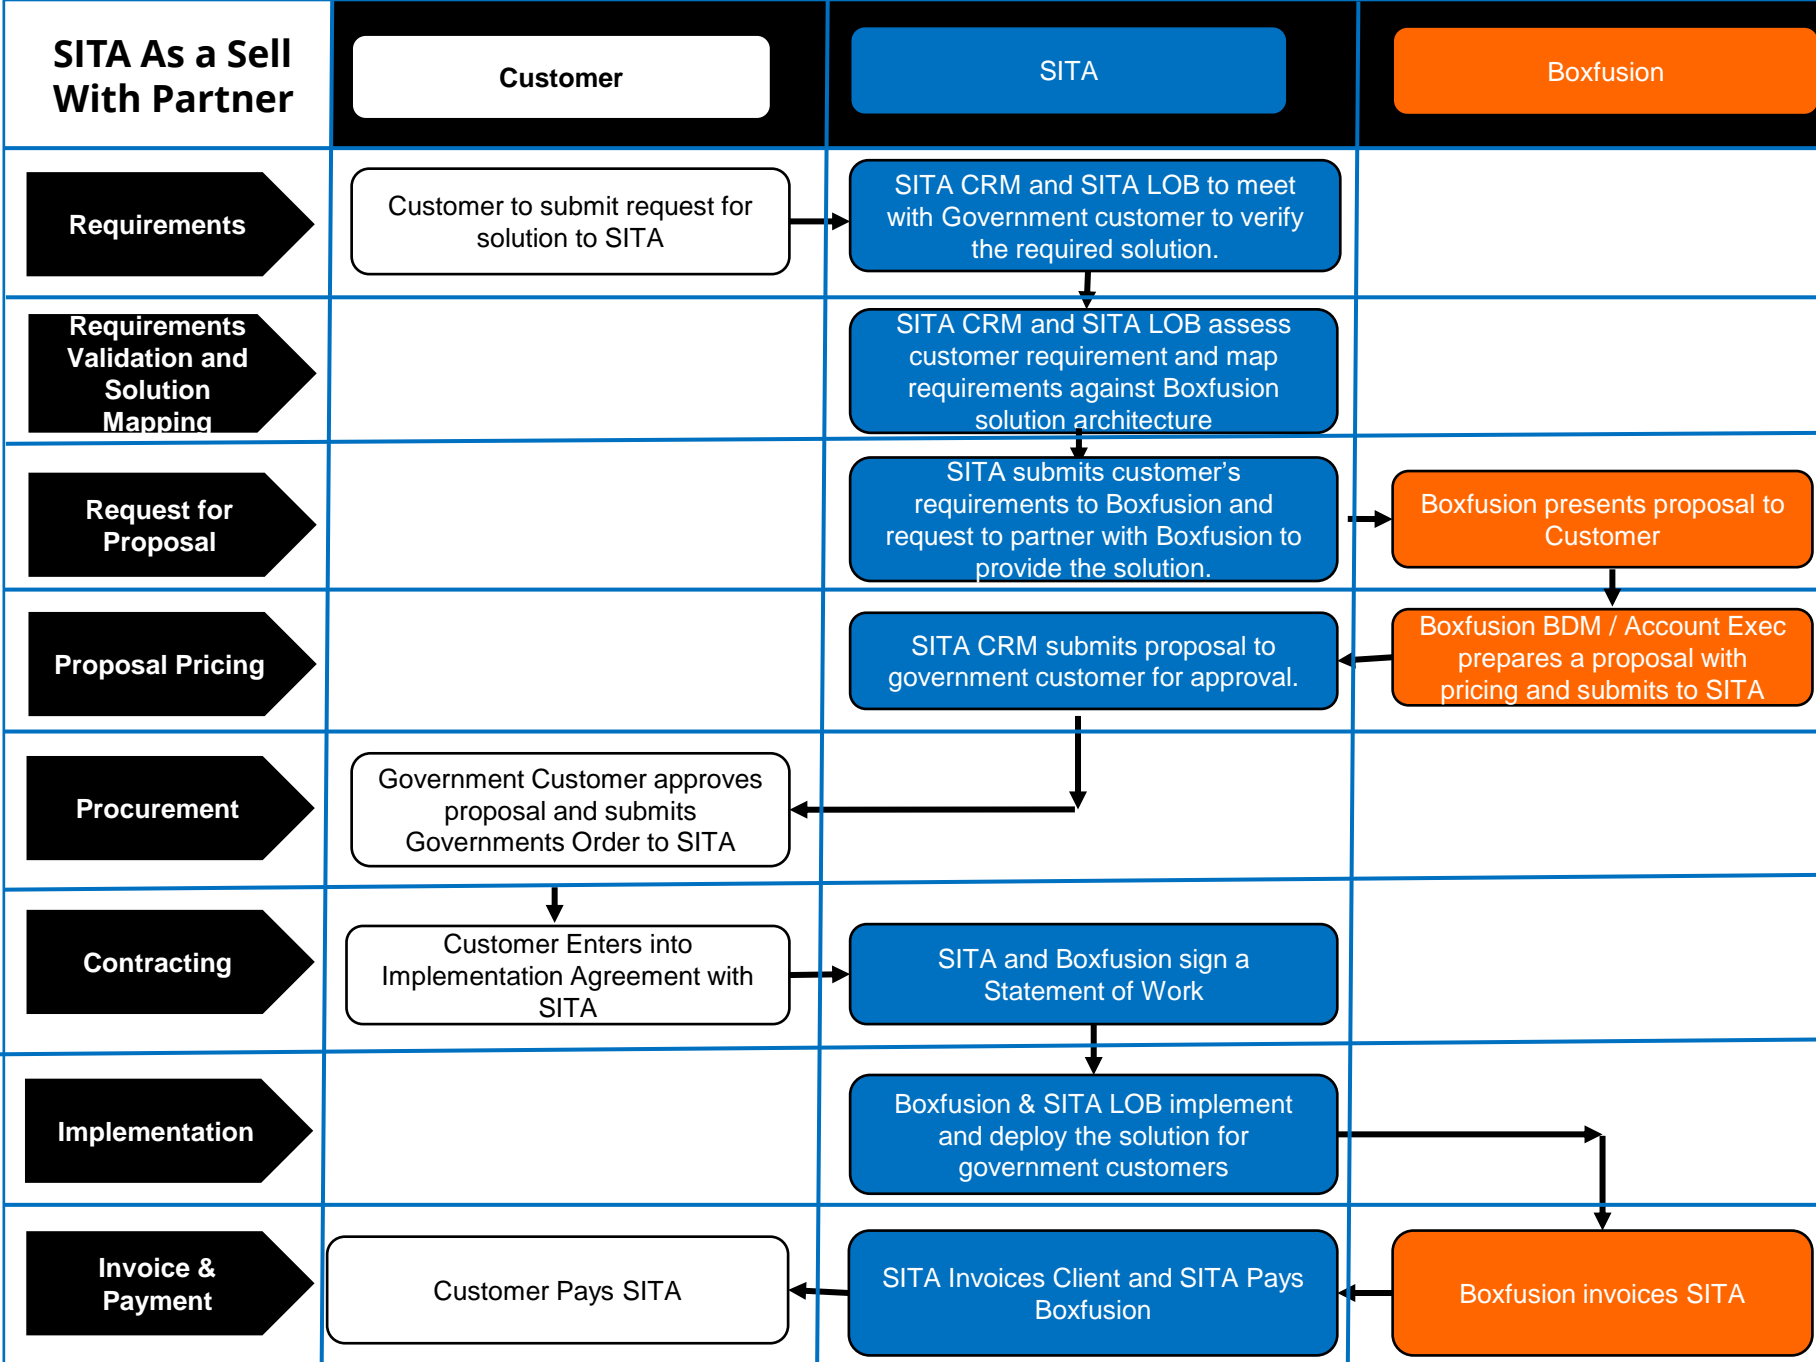 SITA As a Sell
With Partner
Customer
SITA
Boxfusion
Requirements
Customer to submit request for
solution to SITA
SITA CRM and SITA LOB to meet
with Government customer to verify
the required solution.
Requirements
Validation and
Solution
Mapping
SITA CRM and SITA LOB assess
customer requirement and map
requirements against Boxfusion
solution architecture
Request for
Proposal
SITA submits customer’s
requirements to Boxfusion and
request to partner with Boxfusion to
provide the solution.
Boxfusion presents proposal to
Customer
Proposal Pricing
SITA CRM submits proposal to
government customer for approval.
Boxfusion BDM / Account Exec
prepares a proposal with
pricing and submits to SITA
Procurement
Government Customer approves
proposal and submits
Governments Order to SITA
Contracting
Customer Enters into
Implementation Agreement with
SITA
SITA and Boxfusion sign a
Statement of Work
Implementation
Boxfusion & SITA LOB implement
and deploy the solution for
government customers
Invoice &
Payment
Customer Pays SITA
SITA Invoices Client and SITA Pays
Boxfusion
Boxfusion invoices SITA